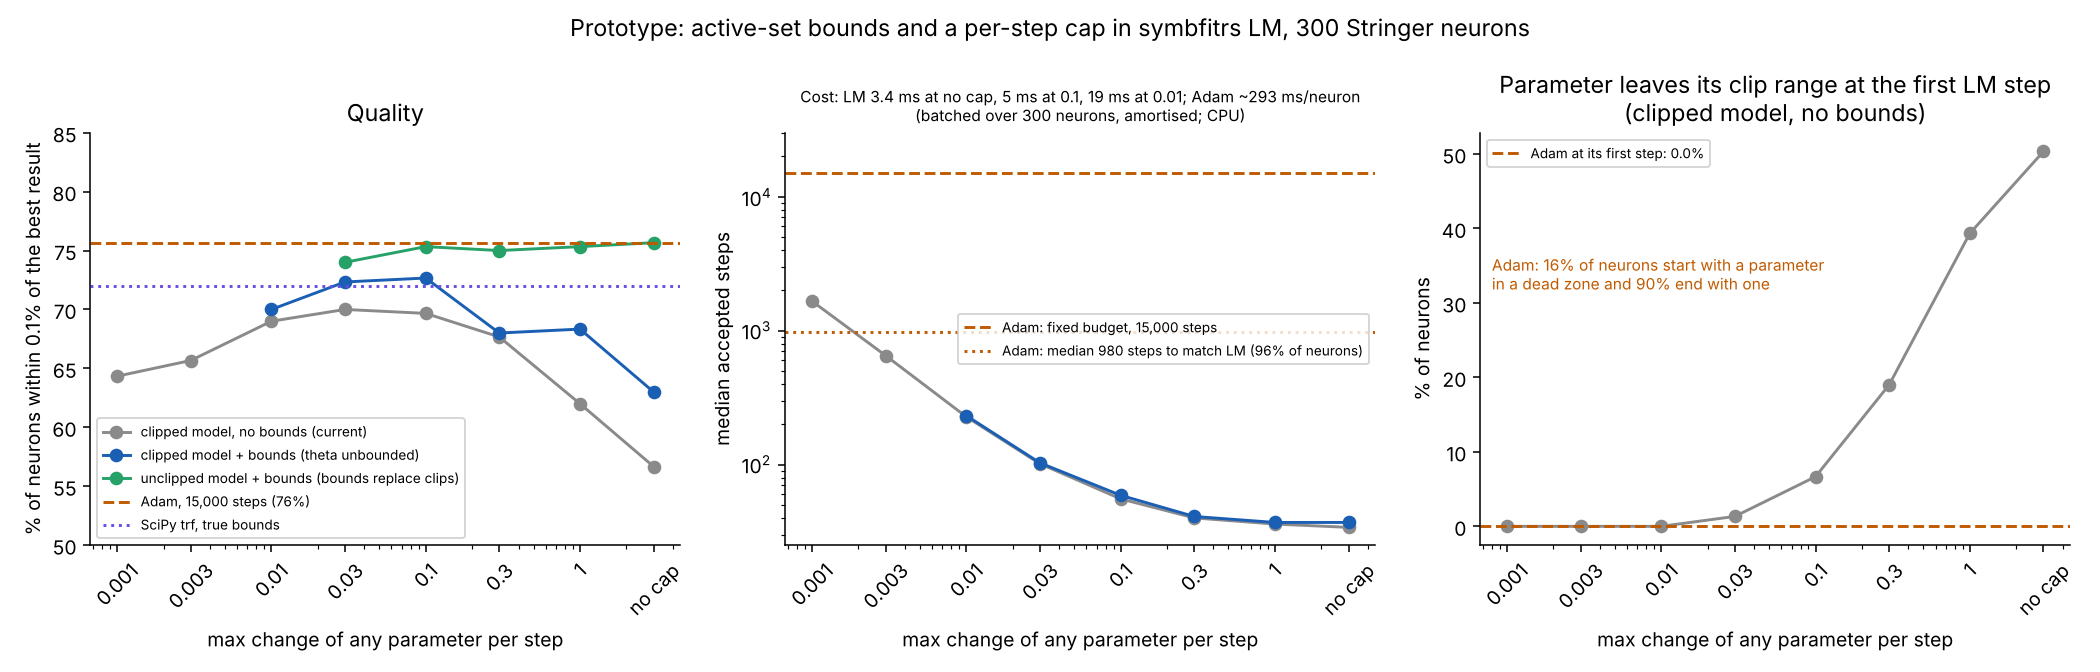 Prototype: active-set bounds and a per-step cap in symbfitrs LM, 300 Stringer neurons
Quality
% of neurons within 0.1% of the best result
85
80
75
70
65
60
55
50
clipped model, no bounds (current)
clipped model + bounds (theta unbounded)
unclipped model + bounds (bounds replace clips)
Adam, 15,000 steps (76%)
SciPy trf, true bounds
0.001
0.003
0.01
0.03
0.1
0.3
1
no cap
max change of any parameter per step
Cost: LM 3.4 ms at no cap, 5 ms at 0.1, 19 ms at 0.01; Adam ~293 ms/neuron
(batched over 300 neurons, amortised; CPU)
median accepted steps
10⁴
10³
10²
Adam: fixed budget, 15,000 steps
Adam: median 980 steps to match LM (96% of neurons)
0.001
0.003
0.01
0.03
0.1
0.3
1
no cap
max change of any parameter per step
Parameter leaves its clip range at the first LM step
(clipped model, no bounds)
% of neurons
50
40
30
20
10
0
Adam at its first step: 0.0%
Adam: 16% of neurons start with a parameter
in a dead zone and 90% end with one
0.001
0.003
0.01
0.03
0.1
0.3
1
no cap
max change of any parameter per step